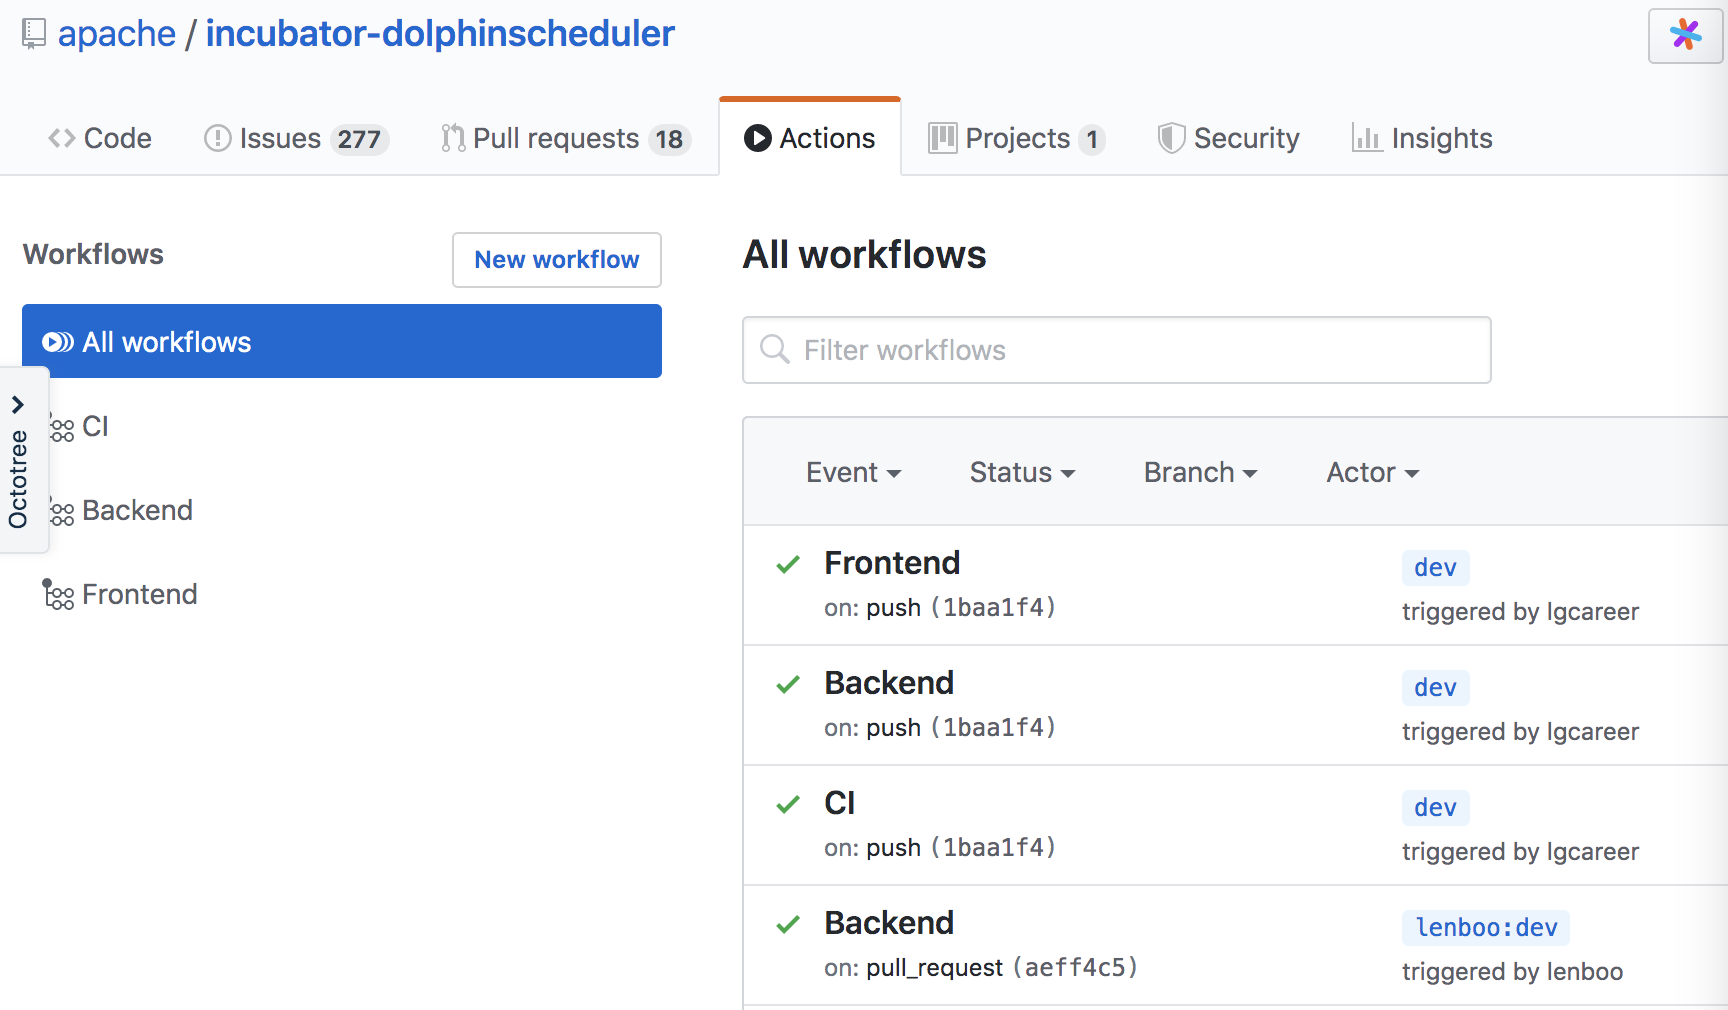 apache / incubator-dolphinscheduler
Code Issues 277 Pull requests 18 Actions Projects 1 Security Insights
Workflows New workflow
All workflows
CI
Backend
Frontend
Octotree
All workflows
Filter workflows
Event Status Branch Actor
Frontend dev
on: push (1baa1f4) triggered by lgcareer
Backend dev
on: push (1baa1f4) triggered by lgcareer
CI dev
on: push (1baa1f4) triggered by lgcareer
Backend lenboo:dev
on: pull_request (aeff4c5) triggered by lenboo